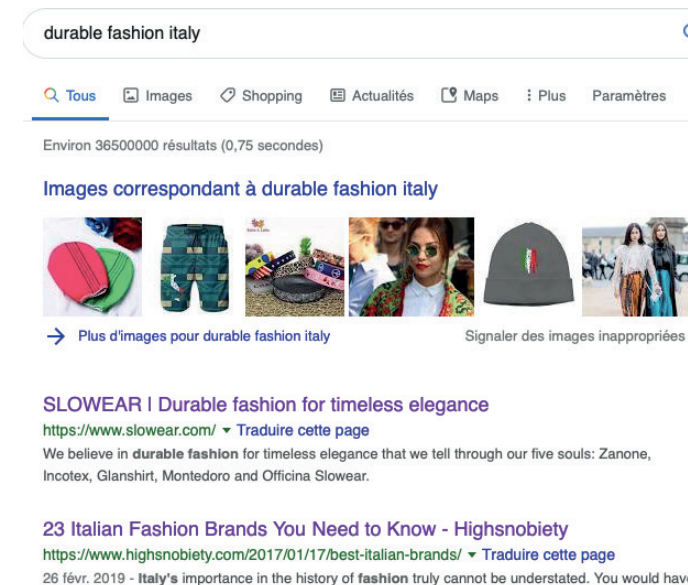 durable fashion italy
Tous Images Shopping Actualités Maps Plus Paramètres
Environ 36500000 résultats (0,75 secondes)
Images correspondant à durable fashion italy
Plus d'images pour durable fashion italy Signaler des images inappropriées
SLOWEAR | Durable fashion for timeless elegance
https://www.slowear.com/ Traduire cette page
We believe in durable fashion for timeless elegance that we tell through our five souls: Zanone,
Incotex, Glanshirt, Montedoro and Officina Slowear.
23 Italian Fashion Brands You Need to Know - Highsnobiety
https://www.highsnobiety.com/2017/01/17/best-italian-brands/ Traduire cette page
26 févr. 2019 - Italy's importance in the history of fashion truly cannot be understated. You would have